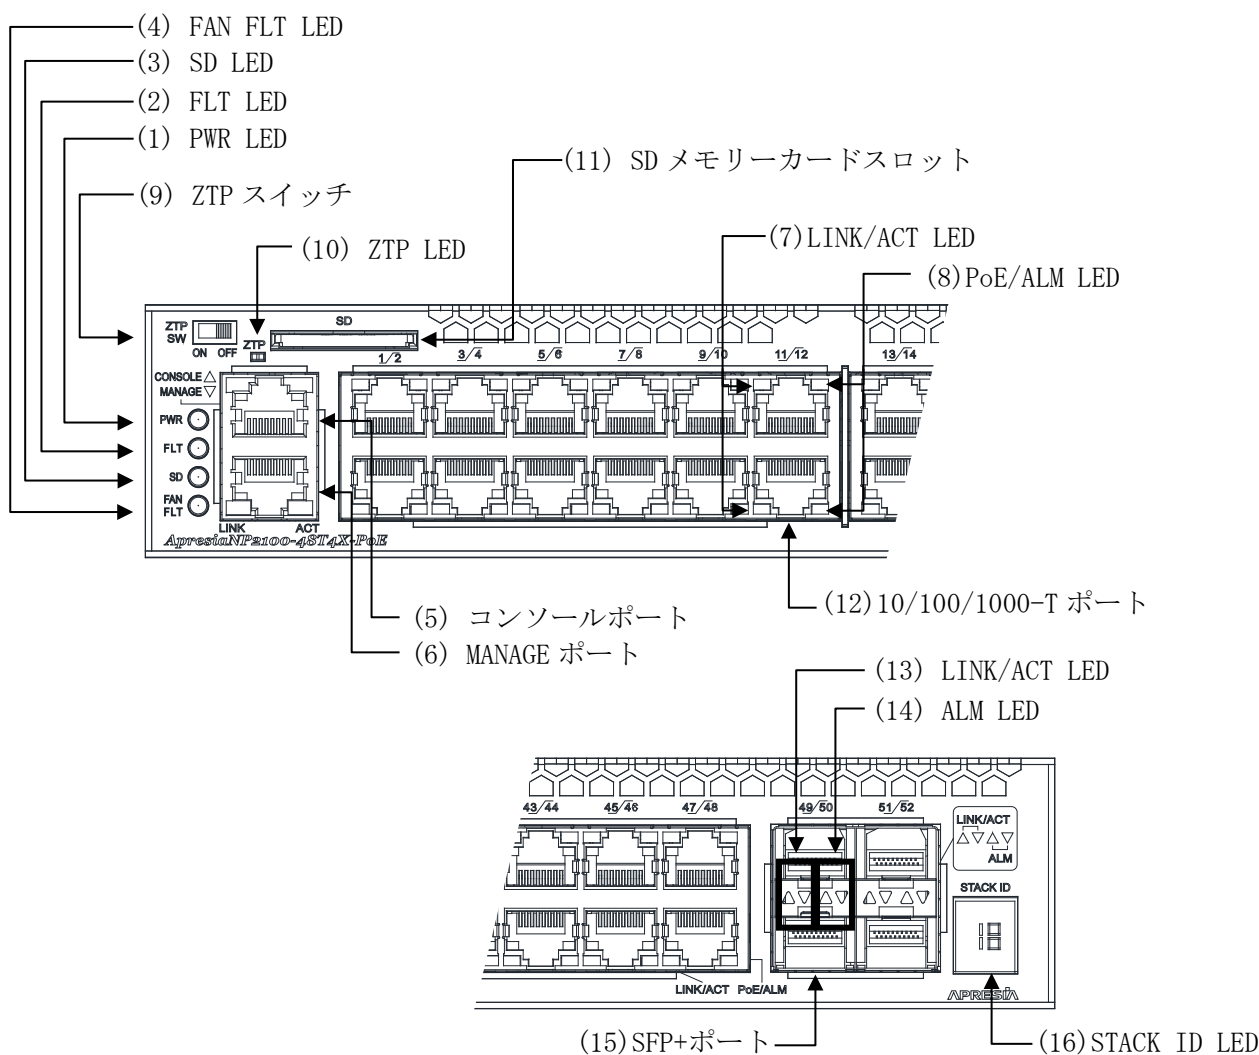 (4) FAN FLT LED
(3) SD LED
(2) FLT LED
(1) PWR LED
(11) SD メモリーカードスロット
(9) ZTP スイッチ
(7)LINK/ACT LED
(10) ZTP LED
(8)PoE/ALM LED
ZTP SW
ON OFF
ZTP
SD
1/2 3/4 5/6 7/8 9/10 11/12 13/14
CONSOLE △
MANAGE ▽
PWR
FLT
SD
FAN FLT
LINK ACT
ApresiaNP2100-48T4X-PoE
(12)10/100/1000-T ポート
(5) コンソールポート
(6) MANAGE ポート
(13) LINK/ACT LED
(14) ALM LED
43/44 45/46 47/48 49/50 51/52
LINK/ACT
△▽△▽
ALM
△▽△▽ △▽△▽
STACK ID
LINK/ACT PoE/ALM
APRESIA
(15)SFP+ポート
(16)STACK ID LED